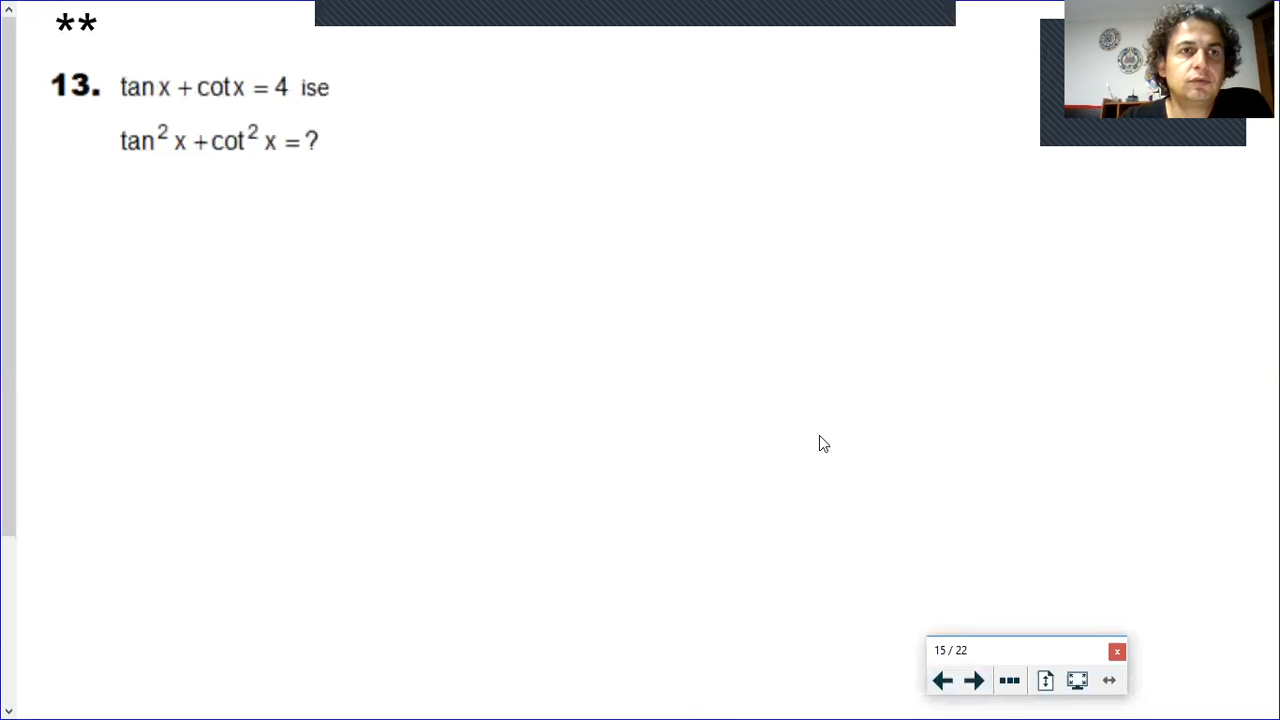 **
13. tan x + cot x = 4 ise
tan² x + cot² x = ?
15 / 22
x